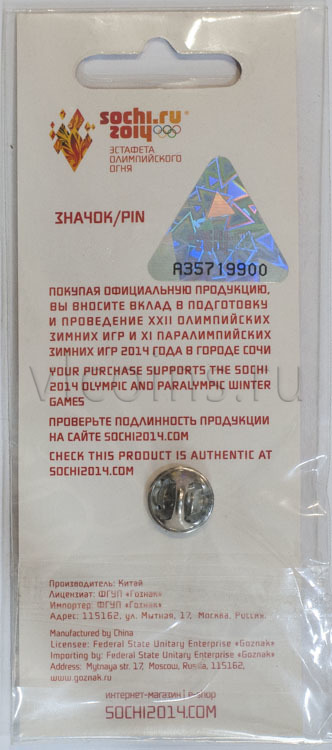 sochi.ru
2014
ЭСТАФЕТА
ОЛИМПИЙСКОГО
ОГНЯ
ЗНАЧОК/PIN
A35719900
ПОКУПАЯ ОФИЦИАЛЬНУЮ ПРОДУКЦИЮ,
ВЫ ВНОСИТЕ ВКЛАД В ПОДГОТОВКУ
И ПРОВЕДЕНИЕ XXII ОЛИМПИЙСКИХ
ЗИМНИХ ИГР И XI ПАРАЛИМПИЙСКИХ
ЗИМНИХ ИГР 2014 ГОДА В ГОРОДЕ СОЧИ
YOUR PURCHASE SUPPORTS THE SOCHI
2014 OLYMPIC AND PARALYMPIC WINTER
GAMES
ПРОВЕРЬТЕ ПОДЛИННОСТЬ ПРОДУКЦИИ
НА САЙТЕ SOCHI2014.COM
CHECK THIS PRODUCT IS AUTHENTIC AT
SOCHI2014.COM
Производитель: Китай
Лицензиат: ФГУП «Гознак»
Импортер: ФГУП «Гознак»
Адрес: 115162, ул. Мытная, 17, Москва, Россия.
Manufactured by China
Licensee: Federal State Unitary Enterprise «Goznak»
Importing by: Federal State Unitary Enterprise «Goznak»
Address: Mytnaya str. 17, Moscow, Russia, 115162.
www.goznak.ru
интернет-магазин | e-shop
SOCHI2014.COM